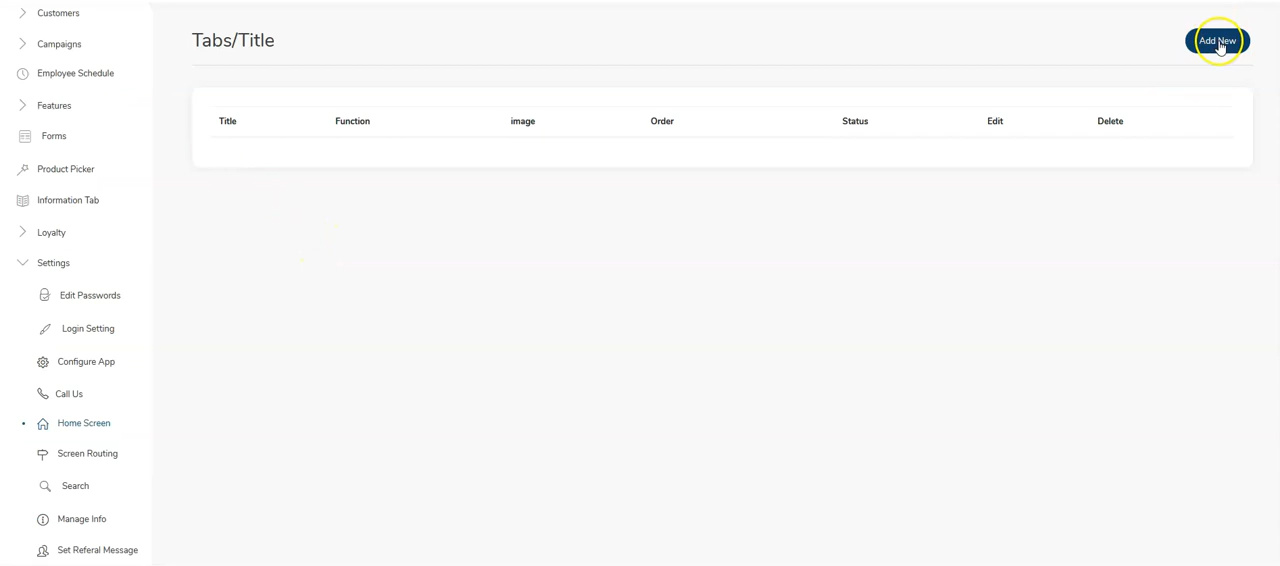 Customers
Campaigns
Employee Schedule
Features
Forms
Product Picker
Information Tab
Loyalty
Settings
Edit Passwords
Login Setting
Configure App
Call Us
Home Screen
Screen Routing
Search
Manage Info
Set Referal Message
Tabs/Title
Add New
Title Function image Order Status Edit Delete